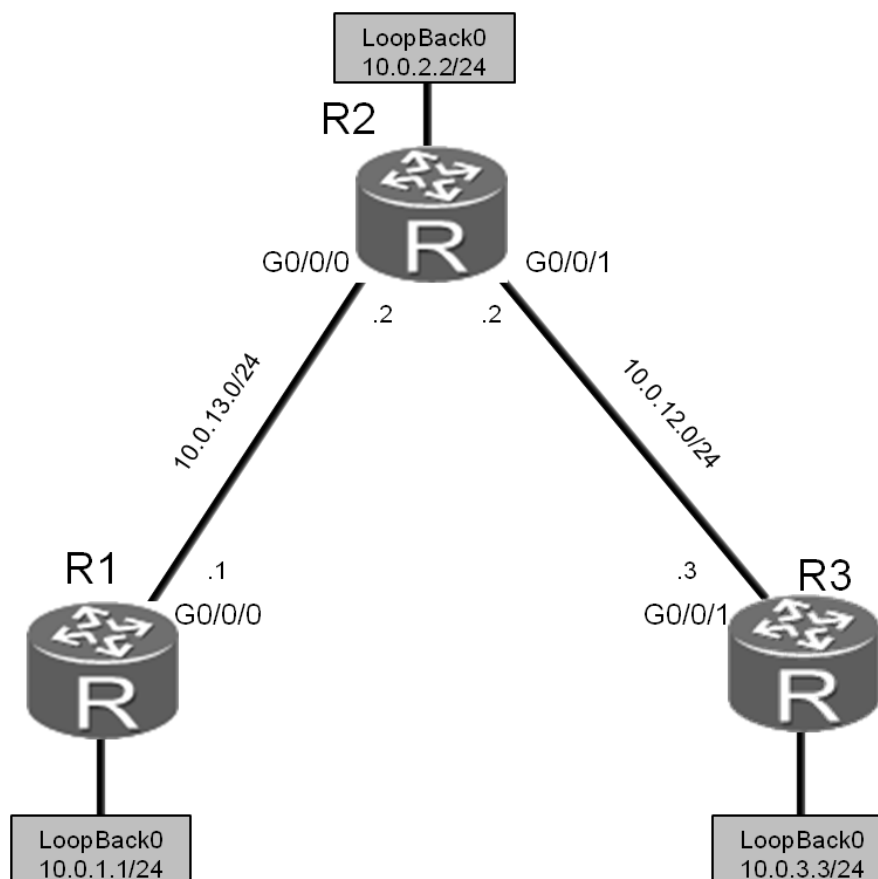 LoopBack0
10.0.2.2/24
R2
R
G0/0/0
G0/0/1
.2
.2
10.0.13.0/24
10.0.12.0/24
R1
.1
.3
R3
G0/0/0
G0/0/1
R
R
LoopBack0
10.0.1.1/24
LoopBack0
10.0.3.3/24